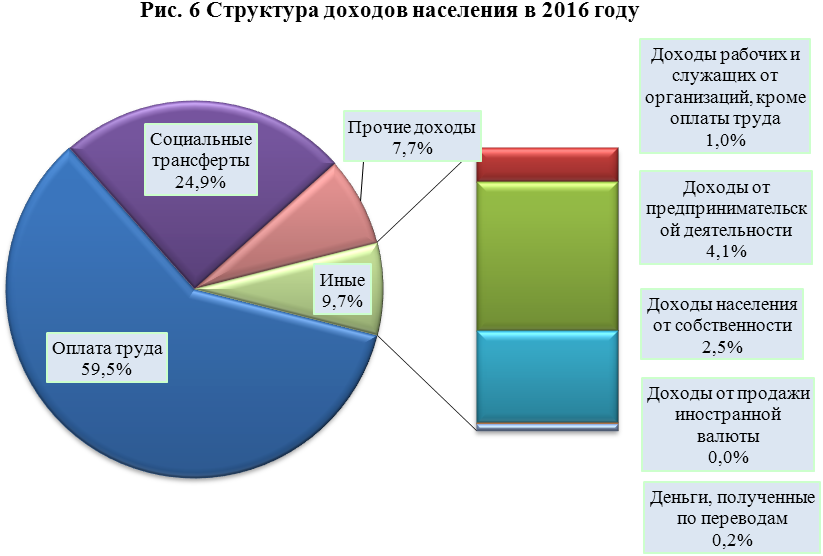 Рис. 6 Структура доходов населения в 2016 году
Социальные
трансферты
24,9%
Прочие доходы
7,7%
Иные
9,7%
Оплата труда
59,5%
Доходы рабочих и
служащих от
организаций, кроме
оплаты труда
1,0%
Доходы от
предпринимательск
ой деятельности
4,1%
Доходы населения
от собственности
2,5%
Доходы от продажи
иностранной
валюты
0,0%
Деньги, полученные
по переводам
0,2%